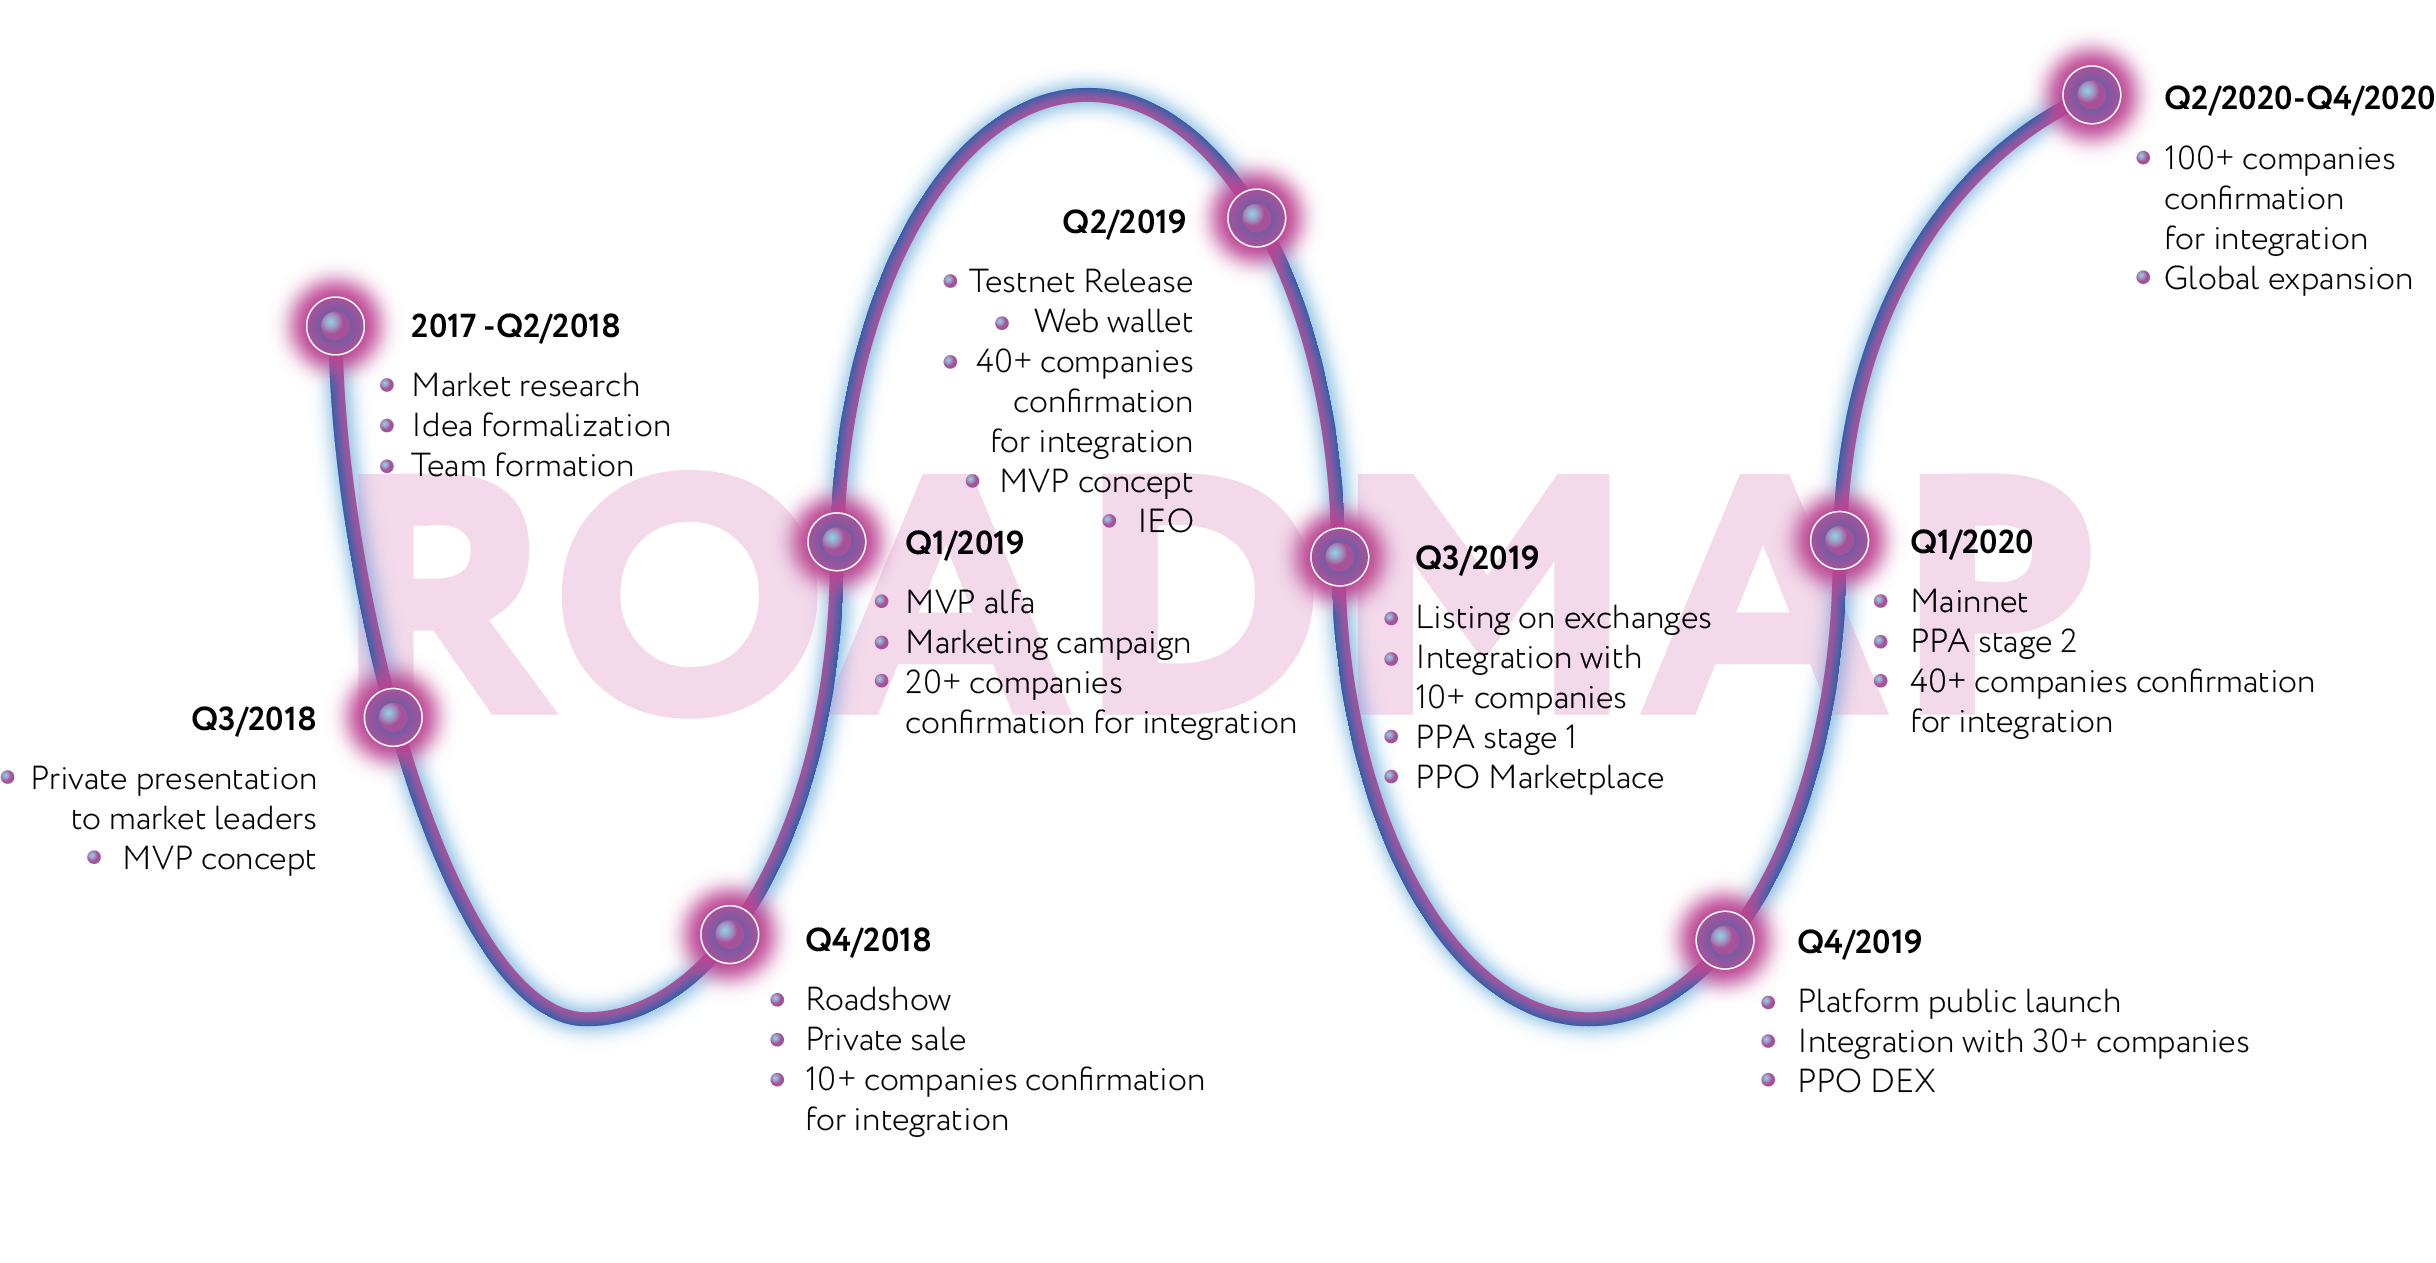 ROADMAP
2017 -Q2/2018
Market research
Idea formalization
Team formation
Q3/2018
Private presentation
to market leaders
MVP concept
Q4/2018
Roadshow
Private sale
10+ companies confirmation
for integration
Q1/2019
MVP alfa
Marketing campaign
20+ companies
confirmation for integration
Q2/2019
Testnet Release
Web wallet
40+ companies
confirmation
for integration
MVP concept
IEO
Q3/2019
Listing on exchanges
Integration with
10+ companies
PPA stage 1
PPO Marketplace
Q4/2019
Platform public launch
Integration with 30+ companies
PPO DEX
Q1/2020
Mainnet
PPA stage 2
40+ companies confirmation
for integration
Q2/2020-Q4/2020
100+ companies
confirmation
for integration
Global expansion